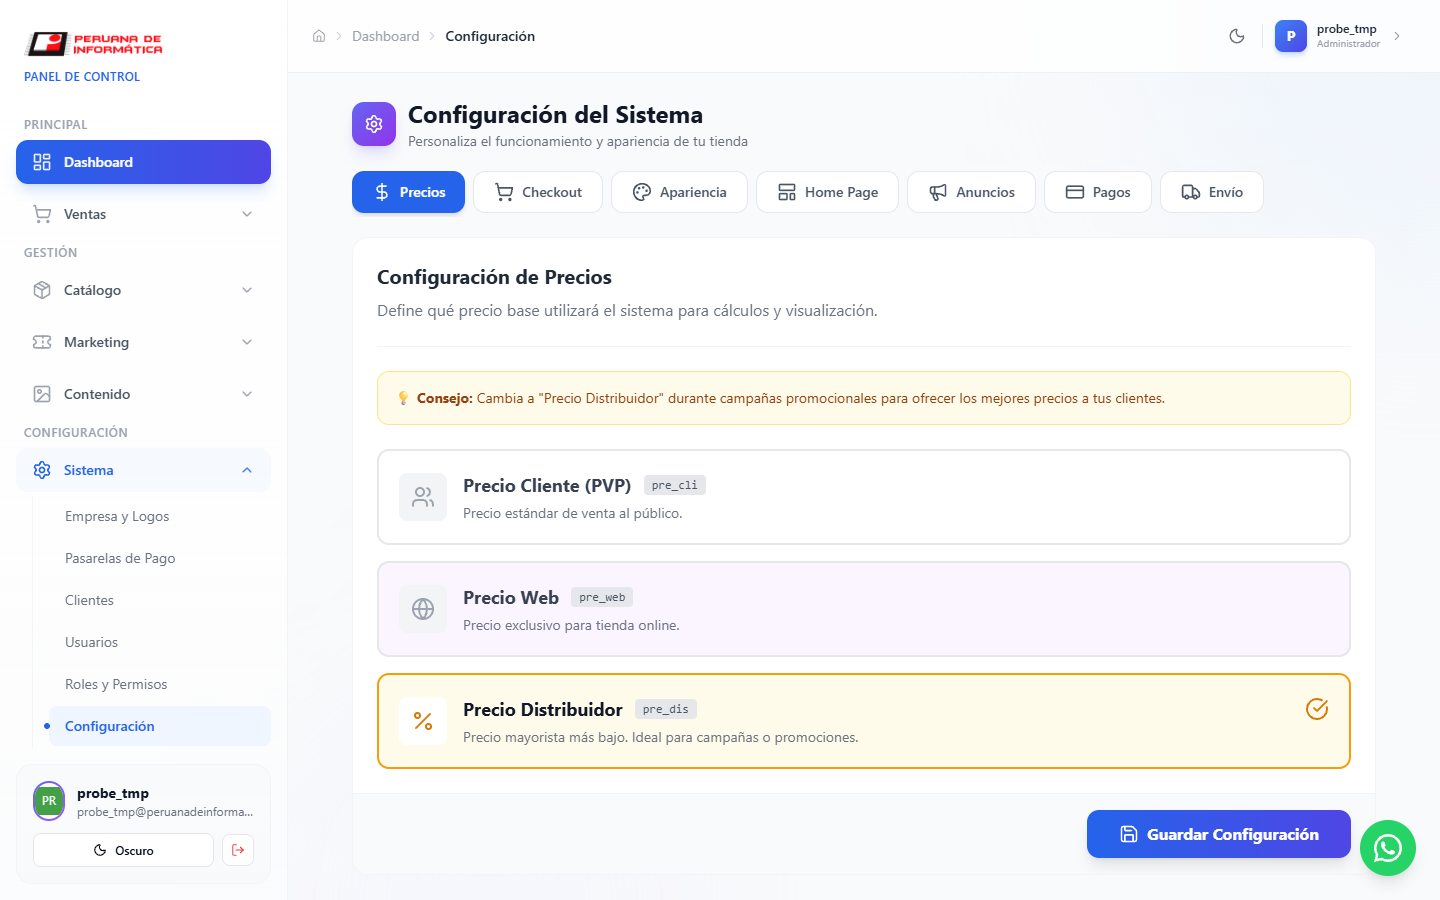 PERUANA DE
INFORMÁTICA
PANEL DE CONTROL
PRINCIPAL
Dashboard
Ventas
GESTIÓN
Catálogo
Marketing
Contenido
CONFIGURACIÓN
Sistema
Empresa y Logos
Pasarelas de Pago
Clientes
Usuarios
Roles y Permisos
Configuración
PR
probe_tmp
probe_tmp@peruanadeinforma...
Oscuro
Dashboard
Configuración
P
probe_tmp
Administrador
Configuración del Sistema
Personaliza el funcionamiento y apariencia de tu tienda
Precios
Checkout
Apariencia
Home Page
Anuncios
Pagos
Envío
Configuración de Precios
Define qué precio base utilizará el sistema para cálculos y visualización.
💡 Consejo: Cambia a "Precio Distribuidor" durante campañas promocionales para ofrecer los mejores precios a tus clientes.
Precio Cliente (PVP) pre_cli
Precio estándar de venta al público.
Precio Web pre_web
Precio exclusivo para tienda online.
Precio Distribuidor pre_dis
Precio mayorista más bajo. Ideal para campañas o promociones.
Guardar Configuración